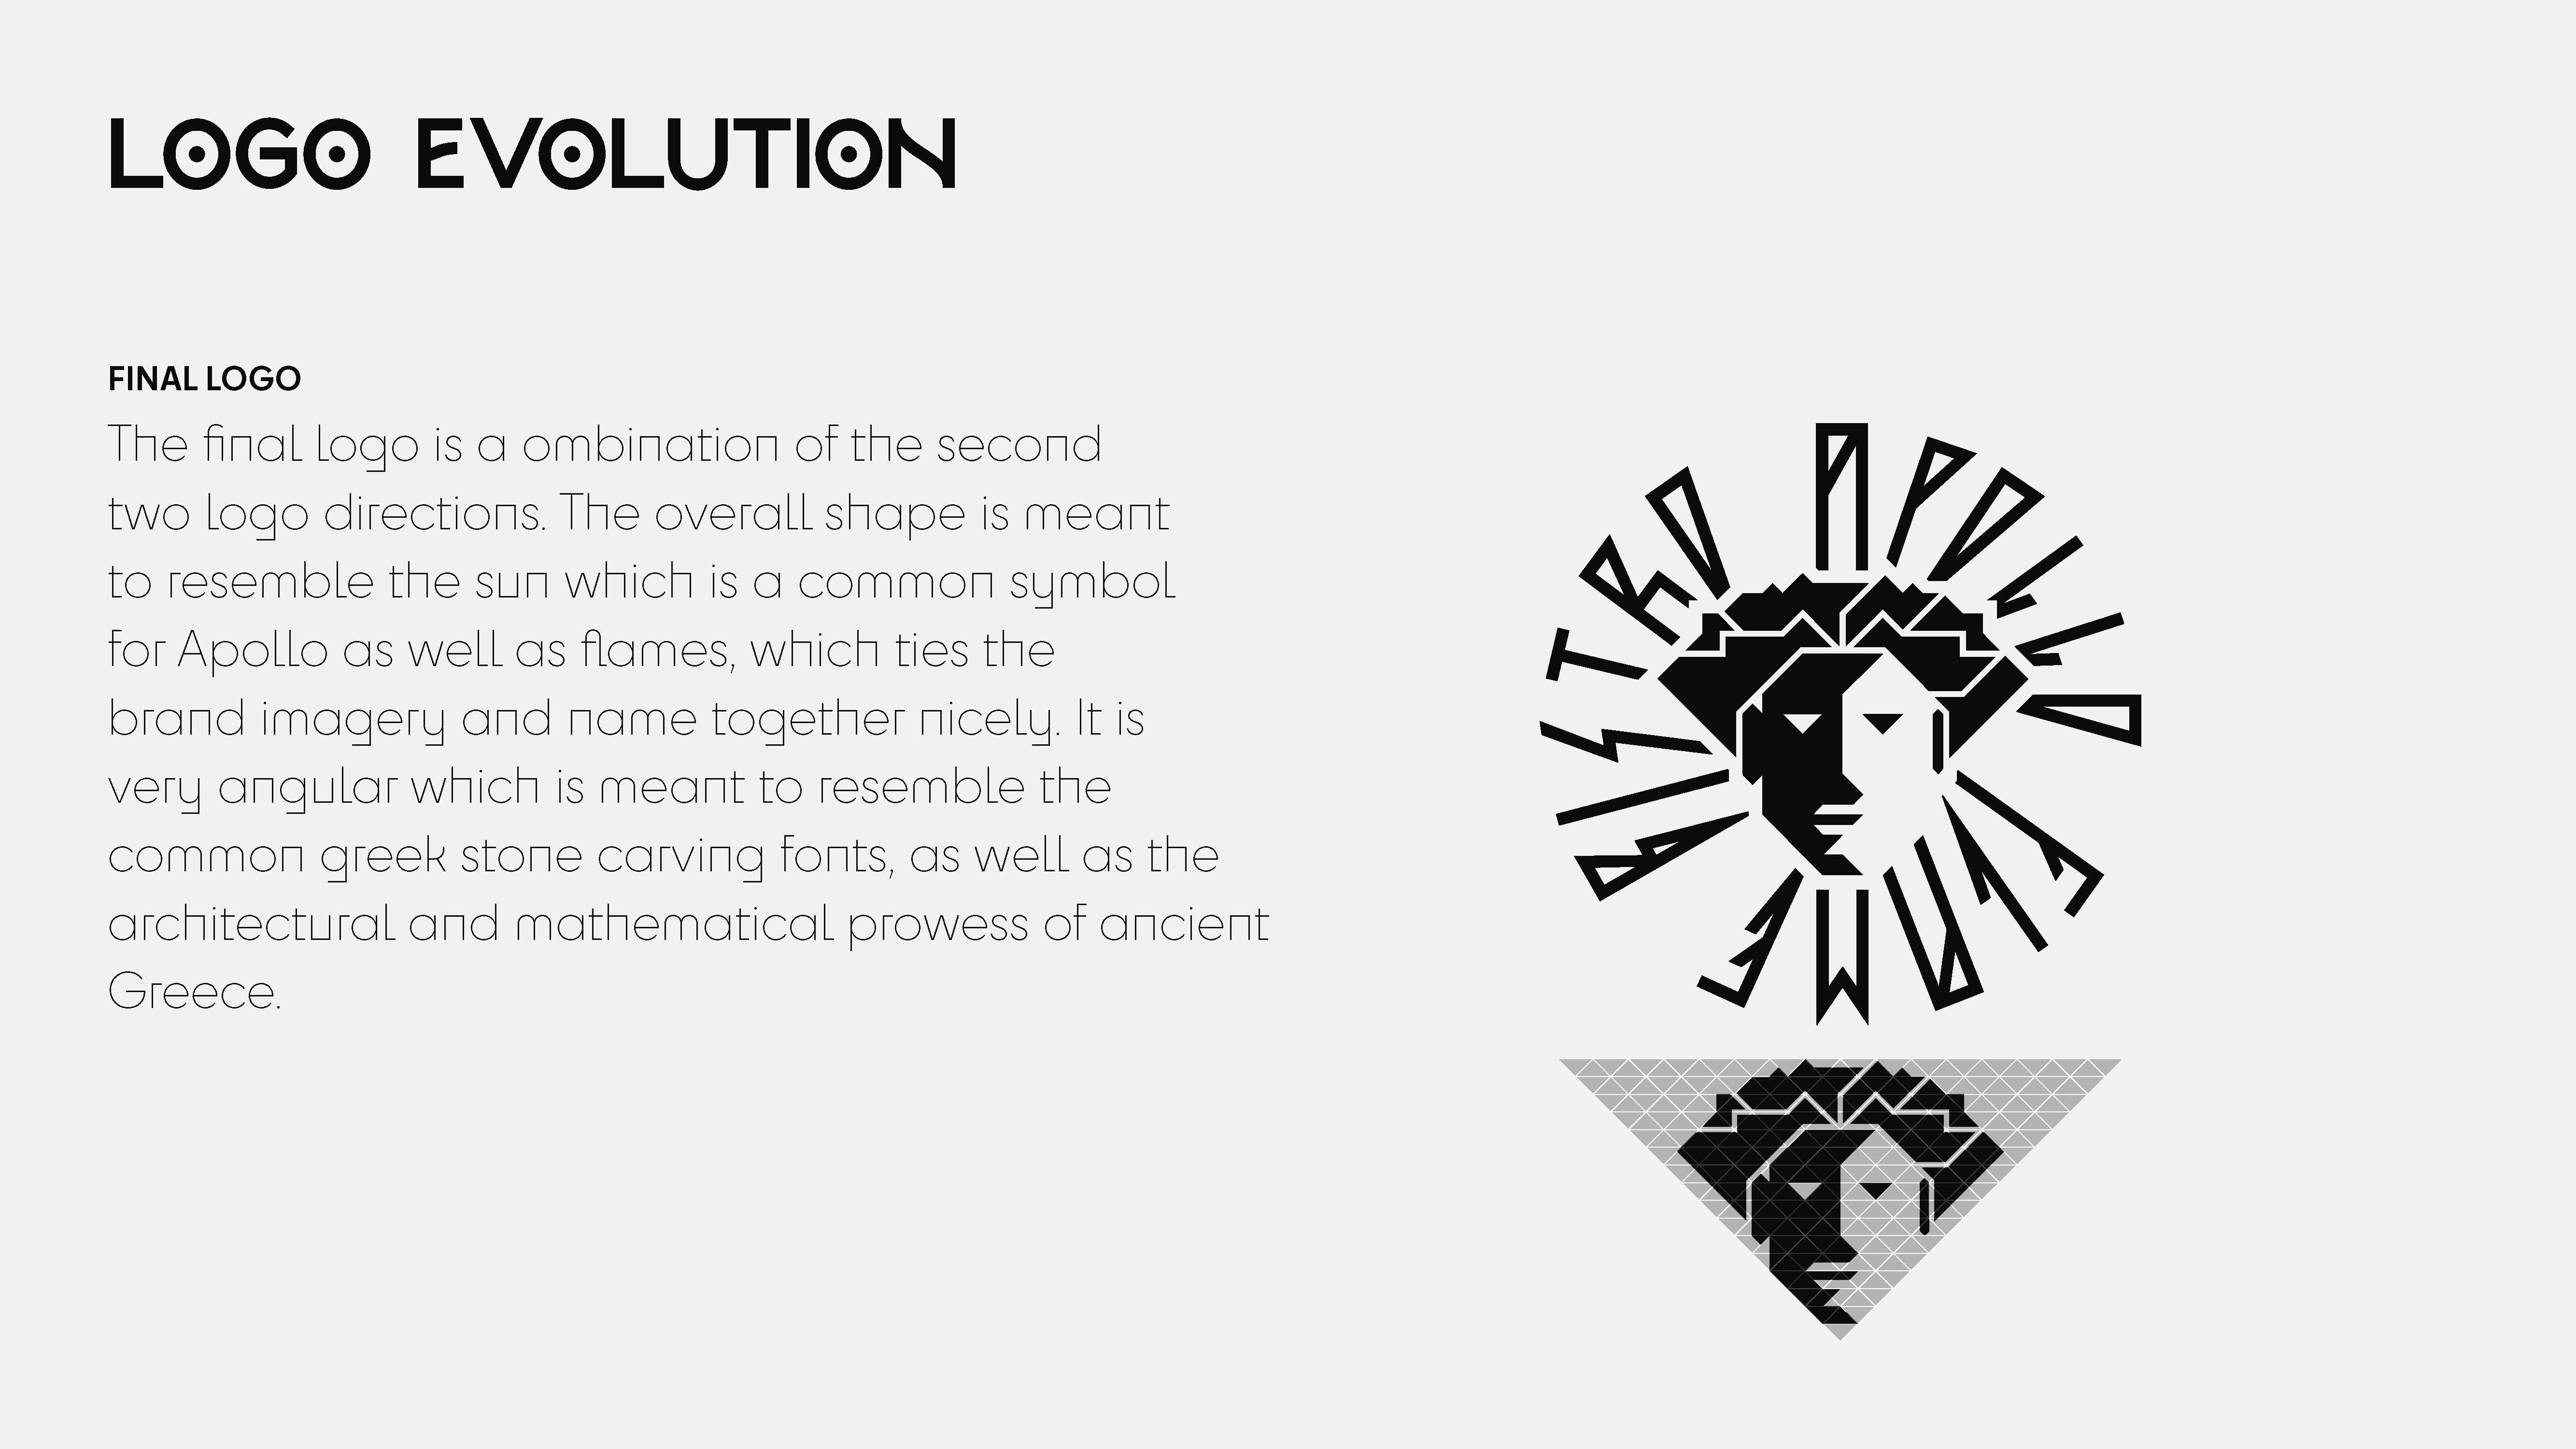 LOGO EVOLUTION
FINAL LOGO
The final logo is a ombination of the second
two logo directions. The overall shape is meant
to resemble the sun which is a common symbol
for Apollo as well as flames, which ties the
brand imagery and name together nicely. It is
very angular which is meant to resemble the
common greek stone carving fonts, as well as the
architectural and mathematical prowess of ancient
Greece.
APOLLO FLAME BISTRO